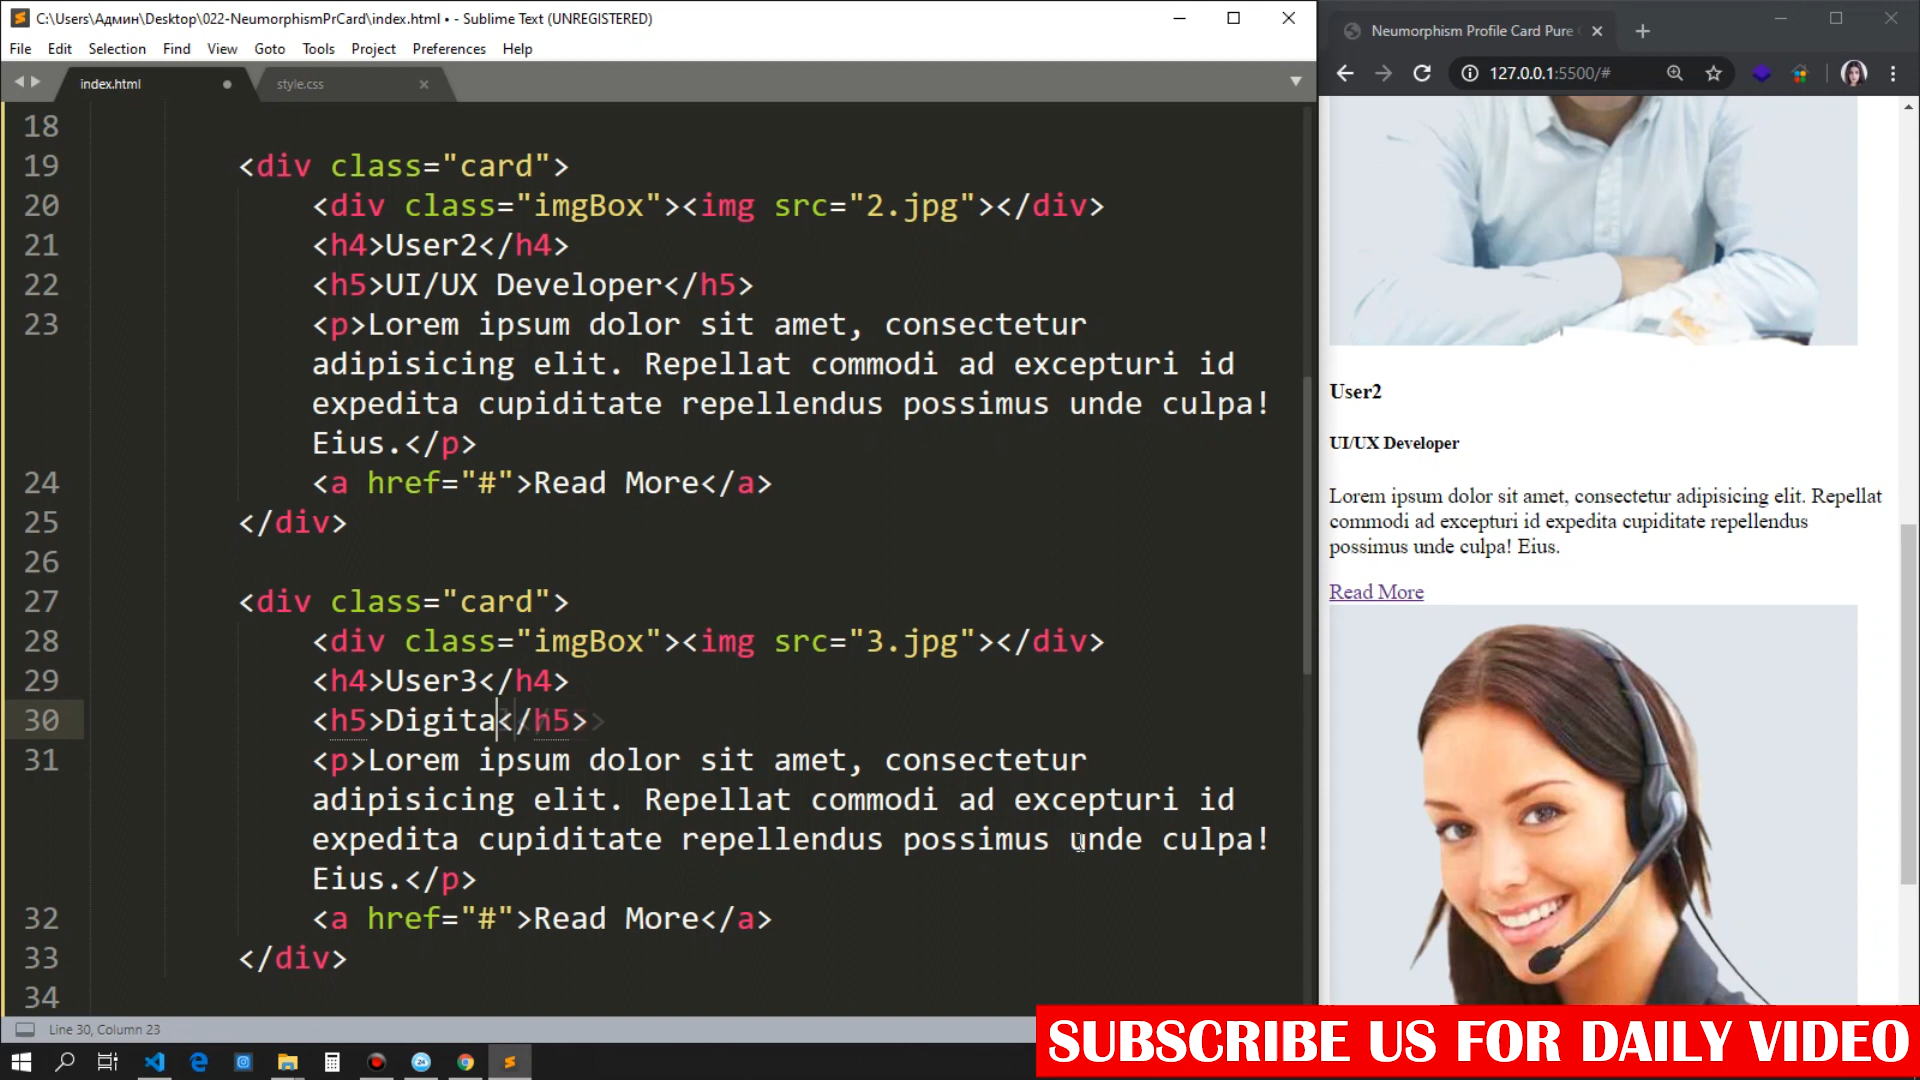 C:\Users\Админ\Desktop\022-NeumorphismPrCard\index.html • - Sublime Text (UNREGISTERED)
File Edit Selection Find View Goto Tools Project Preferences Help
index.html
style.css
18
19 <div class="card">
20 <div class="imgBox"><img src="2.jpg"></div>
21 <h4>User2</h4>
22 <h5>UI/UX Developer</h5>
23 <p>Lorem ipsum dolor sit amet, consectetur
adipisicing elit. Repellat commodi ad excepturi id
expedita cupiditate repellendus possimus unde culpa!
Eius.</p>
24 <a href="#">Read More</a>
25 </div>
26
27 <div class="card">
28 <div class="imgBox"><img src="3.jpg"></div>
29 <h4>User3</h4>
30 <h5>Digita</h5>
31 <p>Lorem ipsum dolor sit amet, consectetur
adipisicing elit. Repellat commodi ad excepturi id
expedita cupiditate repellendus possimus unde culpa!
Eius.</p>
32 <a href="#">Read More</a>
33 </div>
34
Line 30, Column 23
Neumorphism Profile Card Pure
127.0.0.1:5500/#
User2
UI/UX Developer
Lorem ipsum dolor sit amet, consectetur adipisicing elit. Repellat
commodi ad excepturi id expedita cupiditate repellendus
possimus unde culpa! Eius.
Read More
SUBSCRIBE US FOR DAILY VIDEO